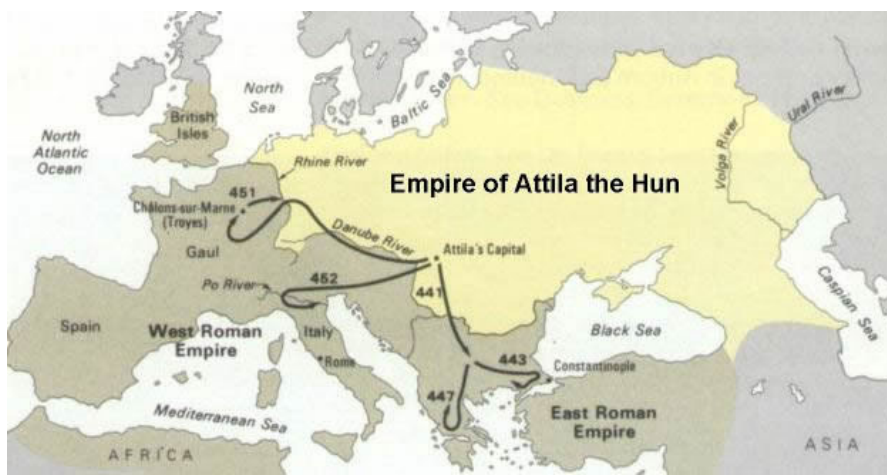 North
Sea
Baltic Sea
British
Isles
North
Atlantic
Ocean
Rhine River
Volga River
Ural River
Empire of Attila the Hun
451
Châlons-sur-Marne
(Troyes)
Danube River
Gaul
Attila's Capital
Po River
452
441
Caspian Sea
Spain
West Roman
Empire
Italy
Rome
Black Sea
443
Constantinople
447
Mediterranean Sea
East Roman
Empire
AFRICA
ASIA